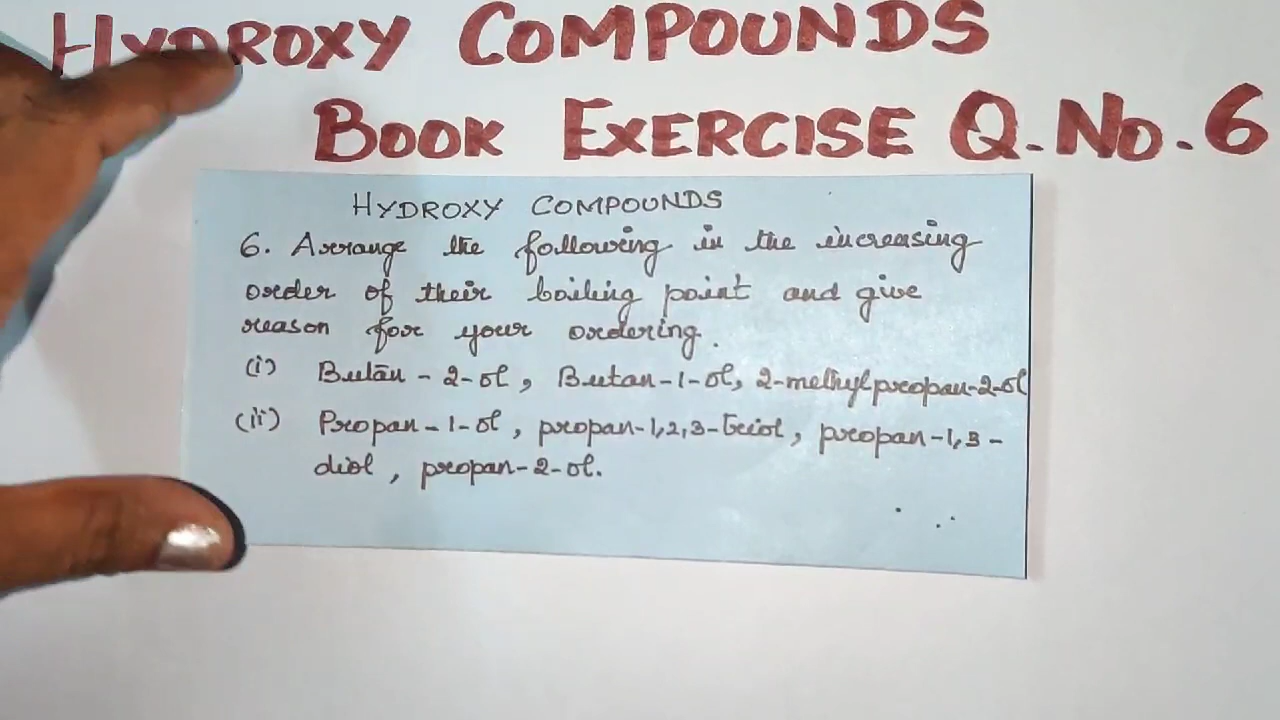 HYDROXY COMPOUNDS
BOOK EXERCISE Q.No.6
HYDROXY COMPOUNDS
6. Arrange the following in the increasing
order of their boiling point and give
reason for your ordering.
(i) Butan - 2-ol, Butan-1-ol, 2-methylpropan-2-ol
(ii) Propan-1-ol, propan-1,2,3-triol, propan-1,3-
diol, propan-2-ol.